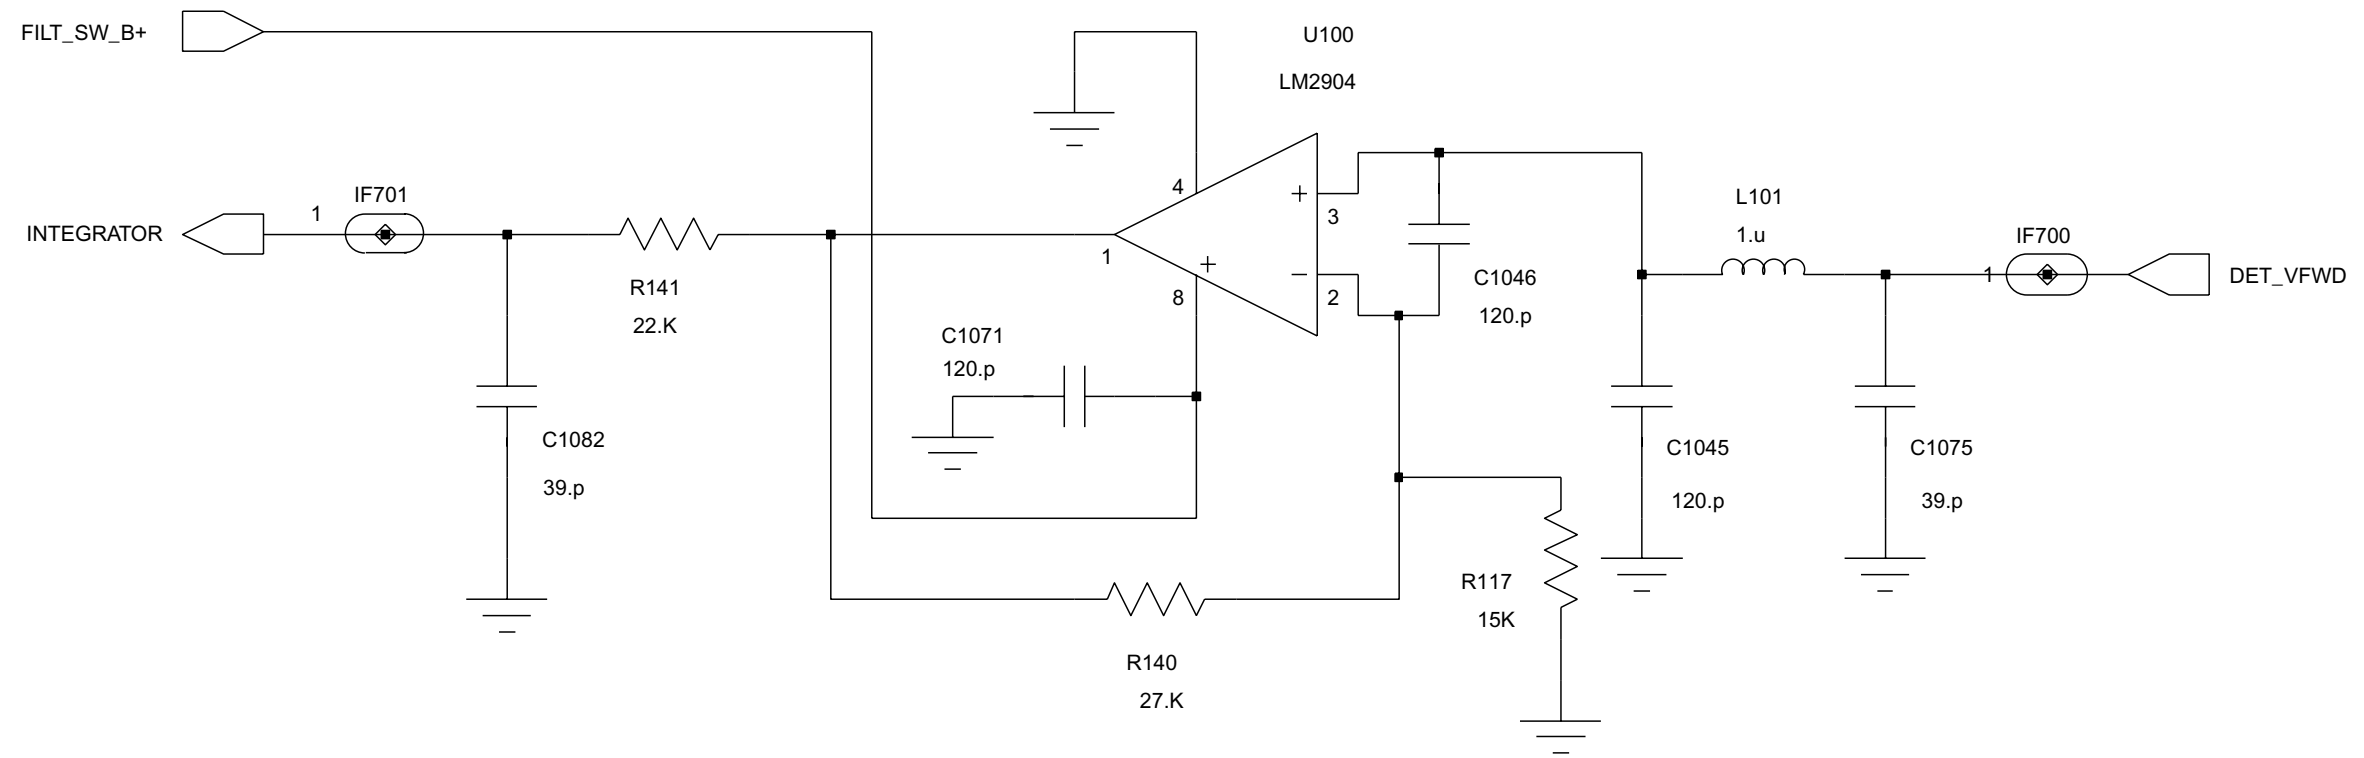 FILT_SW_B+
U100
LM2904
4
IF701
1
INTEGRATOR
1
+
3
+
8
−
2
R141
22.K
C1046
120.p
L101
1.u
IF700
1
DET_VFWD
C1071
120.p
C1082
39.p
C1045
120.p
C1075
39.p
R117
15K
R140
27.K